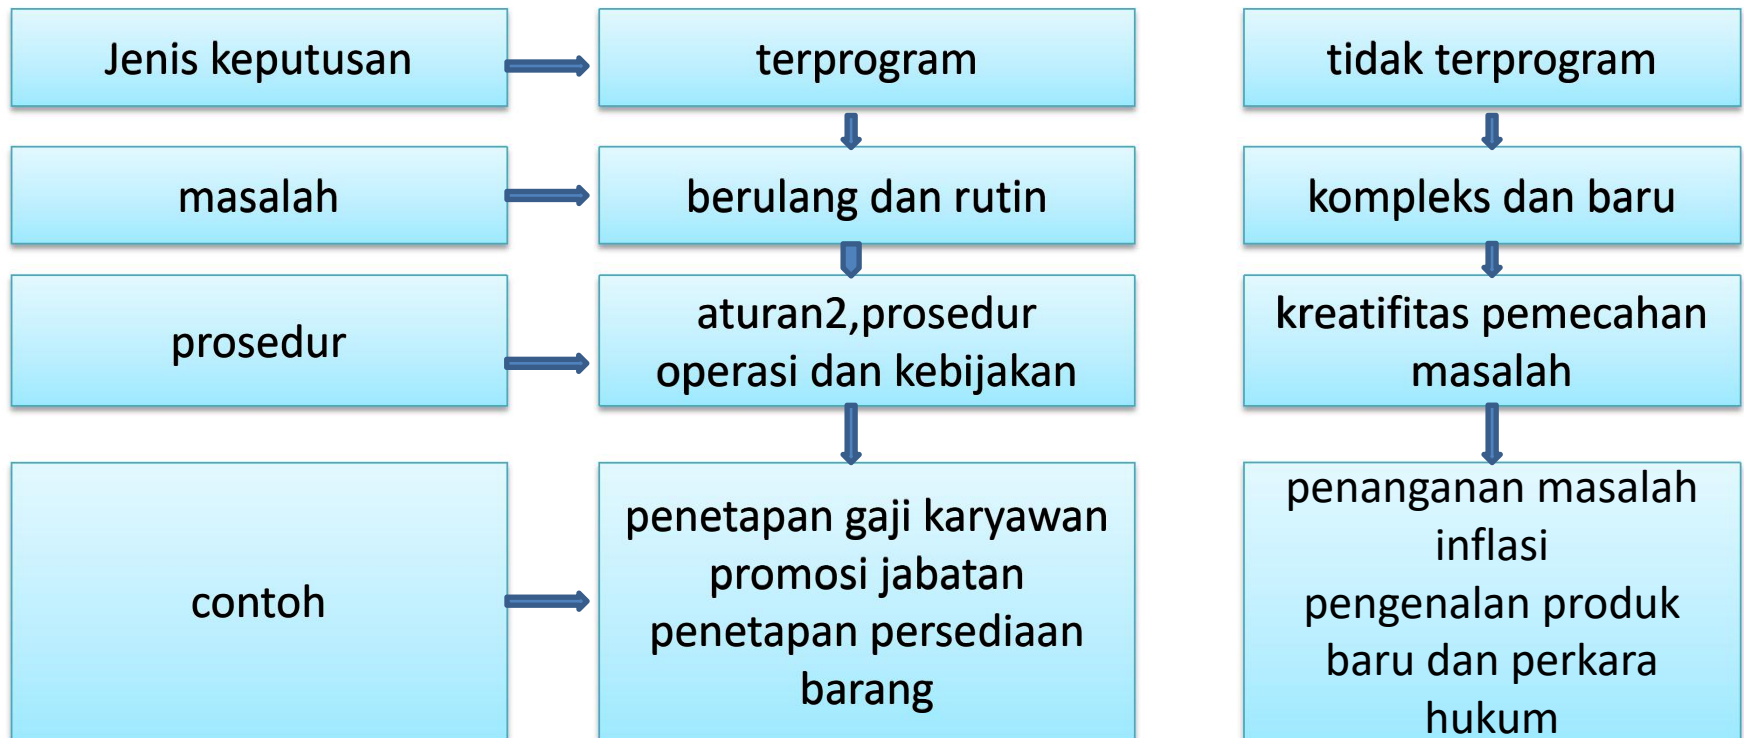 Jenis keputusan
terprogram
tidak terprogram
masalah
berulang dan rutin
kompleks dan baru
prosedur
aturan2,prosedur
operasi dan kebijakan
kreatifitas pemecahan
masalah
contoh
penetapan gaji karyawan
promosi jabatan
penetapan persediaan
barang
penanganan masalah
inflasi
pengenalan produk
baru dan perkara
hukum